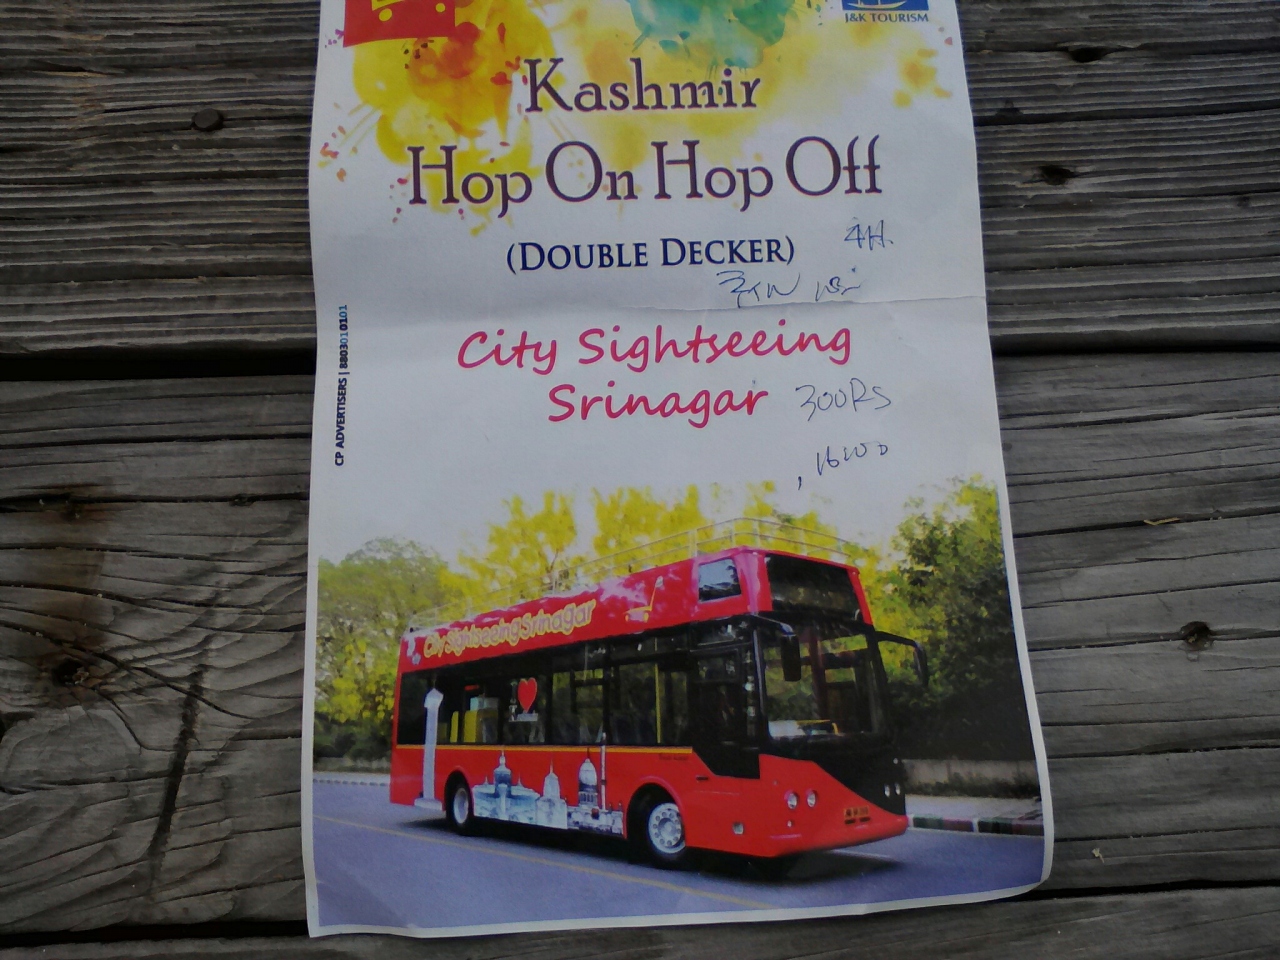 J&K TOURISM
Kashmir
Hop On Hop Off
(DOUBLE DECKER)
4H.
City Sightseeing
Srinagar
300RS
CP ADVERTISERS | 8803010101
City Sightseeing Srinagar